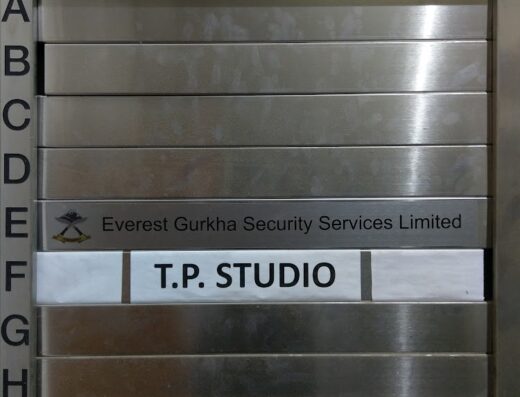 A
B
C
D
E Everest Gurkha Security Services Limited
F T.P. STUDIO
G
H